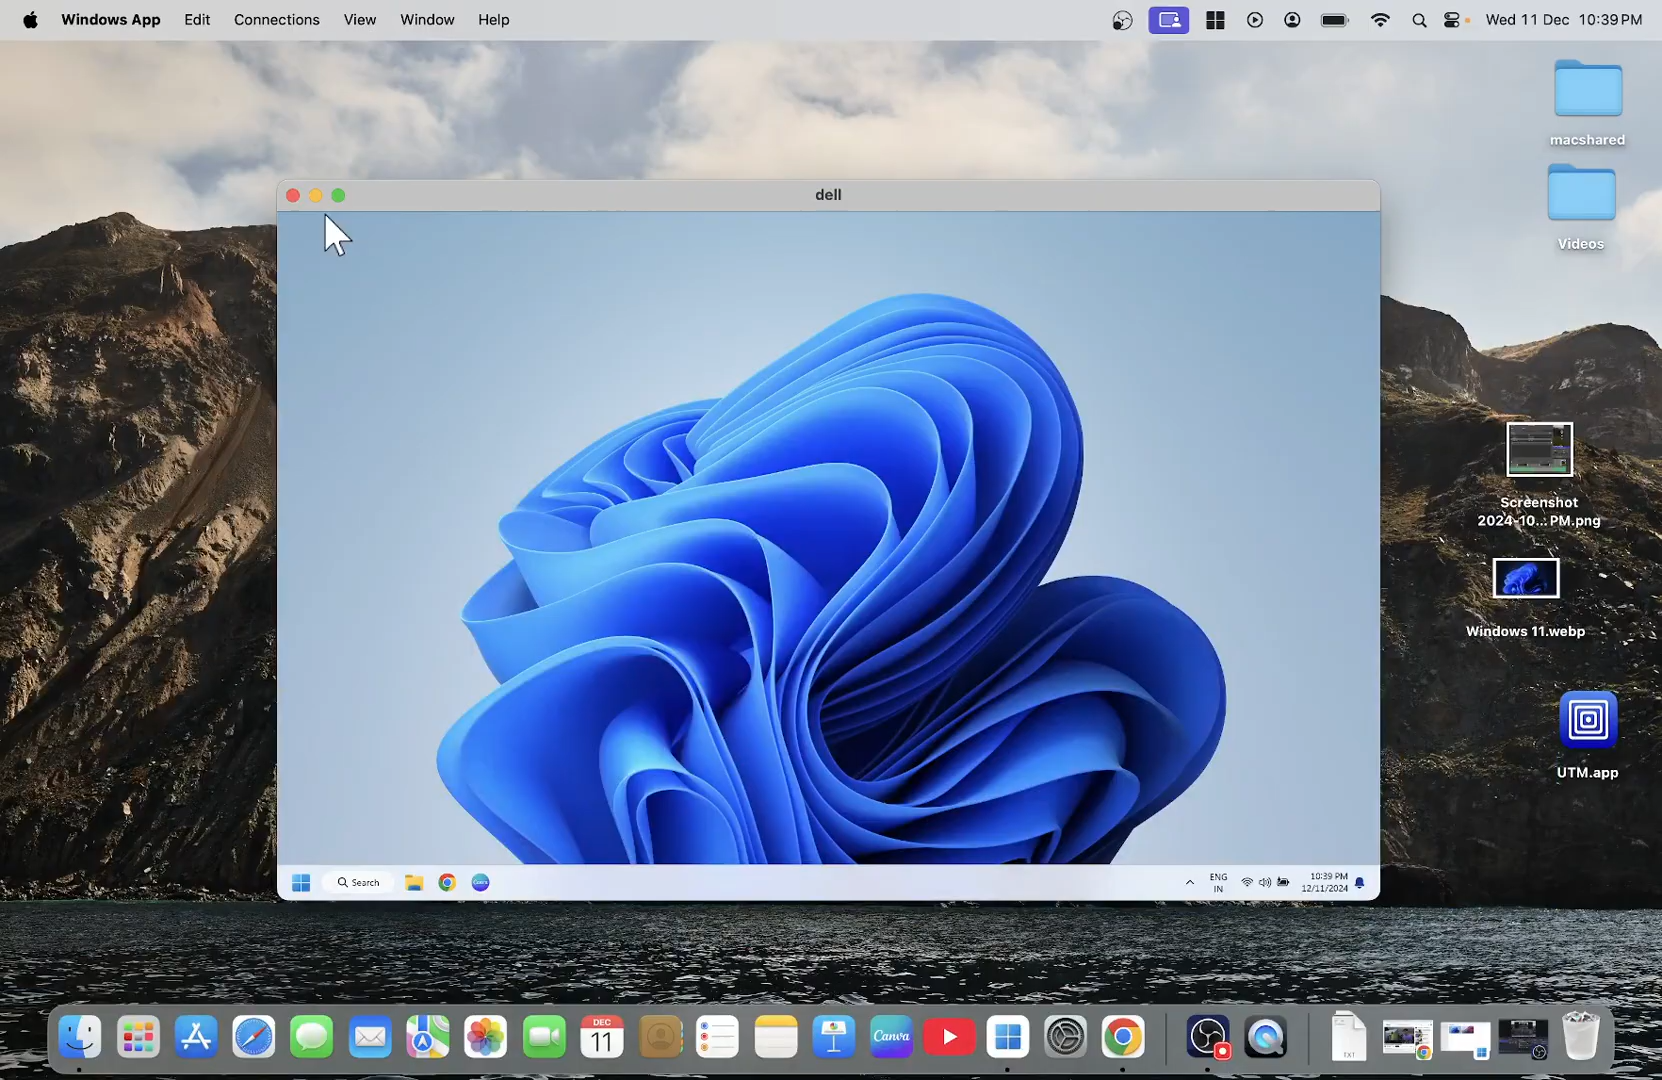 Windows App Edit Connections View Window Help Wed 11 Dec 10:39 PM
macshared
Videos
dell
Screenshot
2024-10...PM.png
Windows 11.webp
UTM.app
Search
ENG
IN
10:39 PM
12/11/2024
DEC
11
Canva
TXT